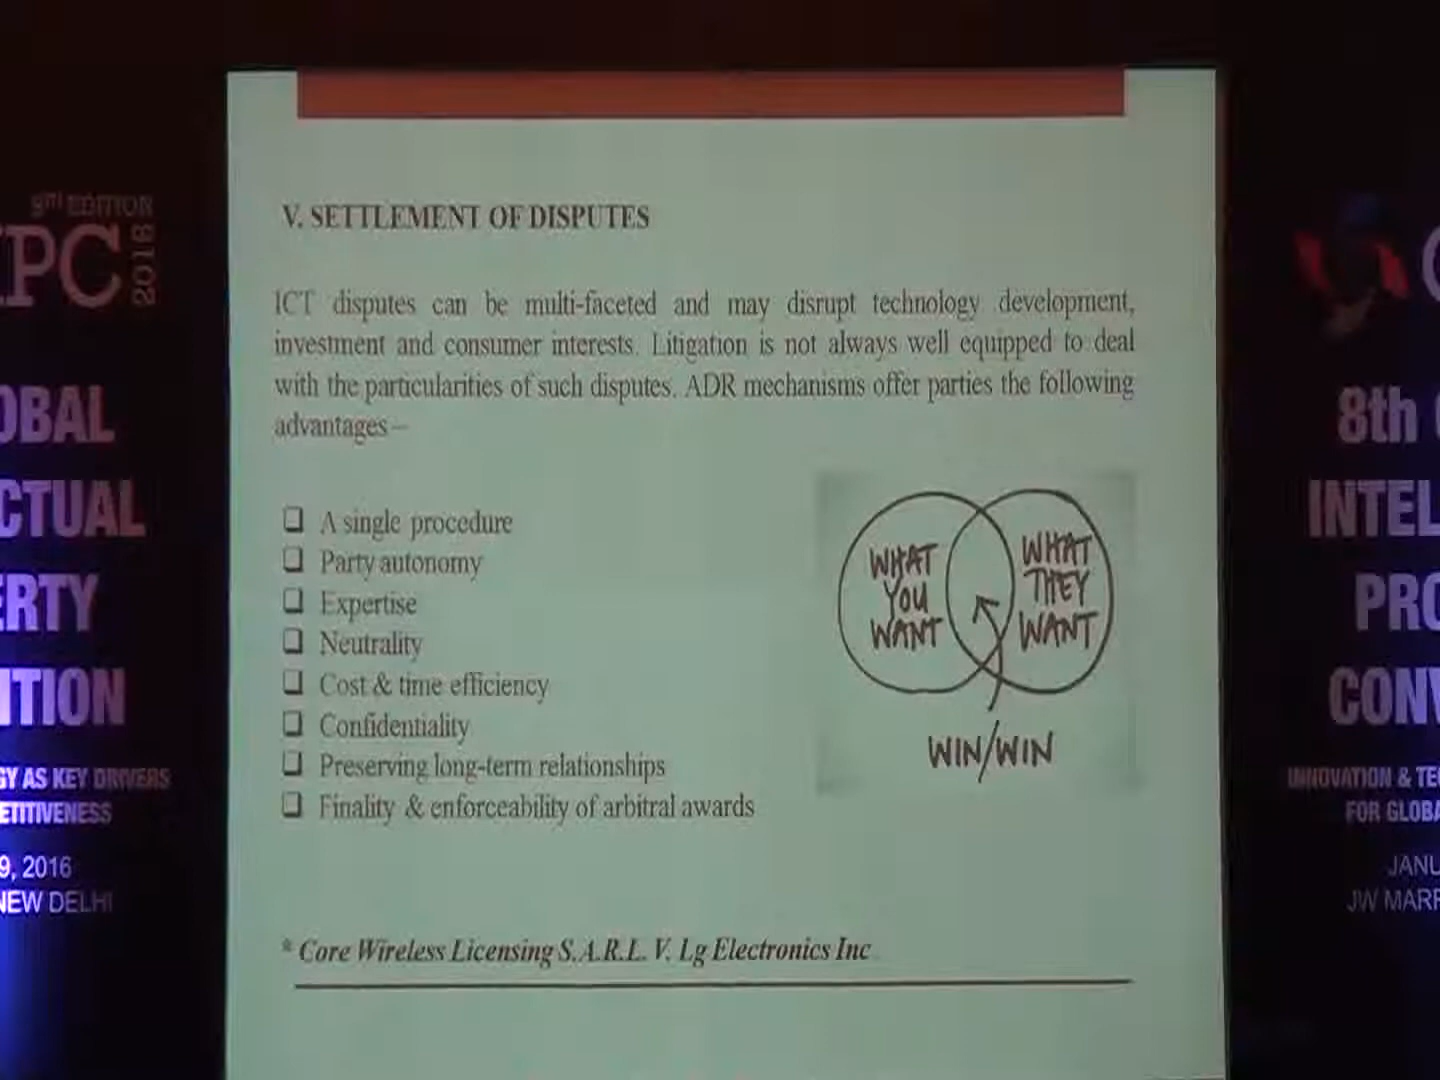 8TH EDITION
IPC 2016
OBAL
CTUAL
ERTY
ITION
GY AS KEY DRIVERS
ETITIVENESS
9, 2016
NEW DELHI
V. SETTLEMENT OF DISPUTES
ICT disputes can be multi-faceted and may disrupt technology development,
investment and consumer interests. Litigation is not always well equipped to deal
with the particularities of such disputes. ADR mechanisms offer parties the following
advantages –
❑ A single procedure
❑ Party autonomy
❑ Expertise
❑ Neutrality
❑ Cost & time efficiency
❑ Confidentiality
❑ Preserving long-term relationships
❑ Finality & enforceability of arbitral awards
WHAT
YOU
WANT
WHAT
THEY
WANT
WIN/WIN
* Core Wireless Licensing S.A.R.L. V. Lg Electronics Inc
8th
INTEL
PRO
CONV
INNOVATION & TE
FOR GLOBA
JANU
JW MARR